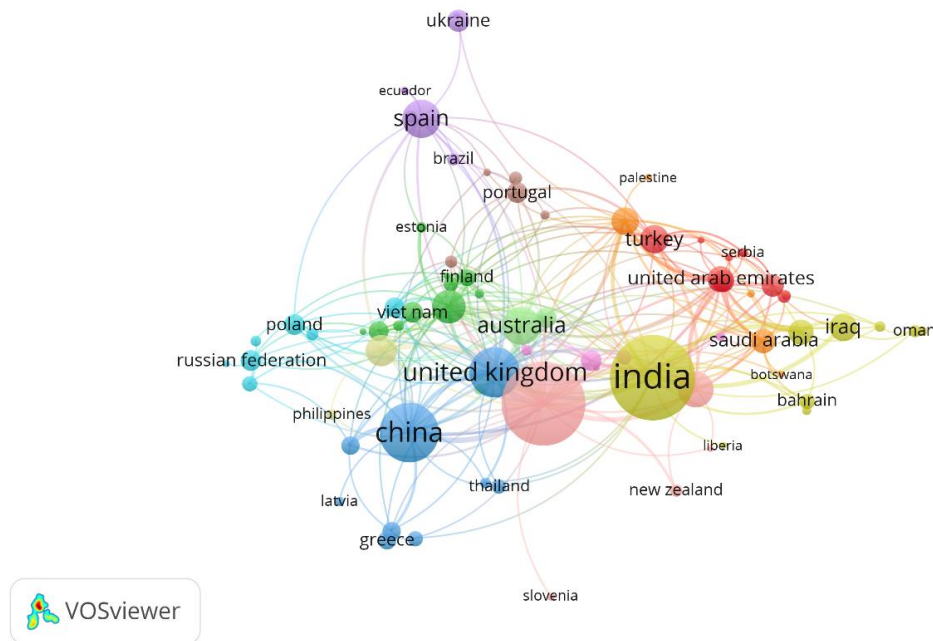 ukraine
ecuador
spain
brazil
palestine
portugal
estonia
turkey
serbia
finland
united arab emirates
viet nam
poland
australia
saudi arabia
iraq
oman
russian federation
united kingdom
india
botswana
bahrain
philippines
china
liberia
thailand
new zealand
latvia
greece
slovenia
VOSviewer